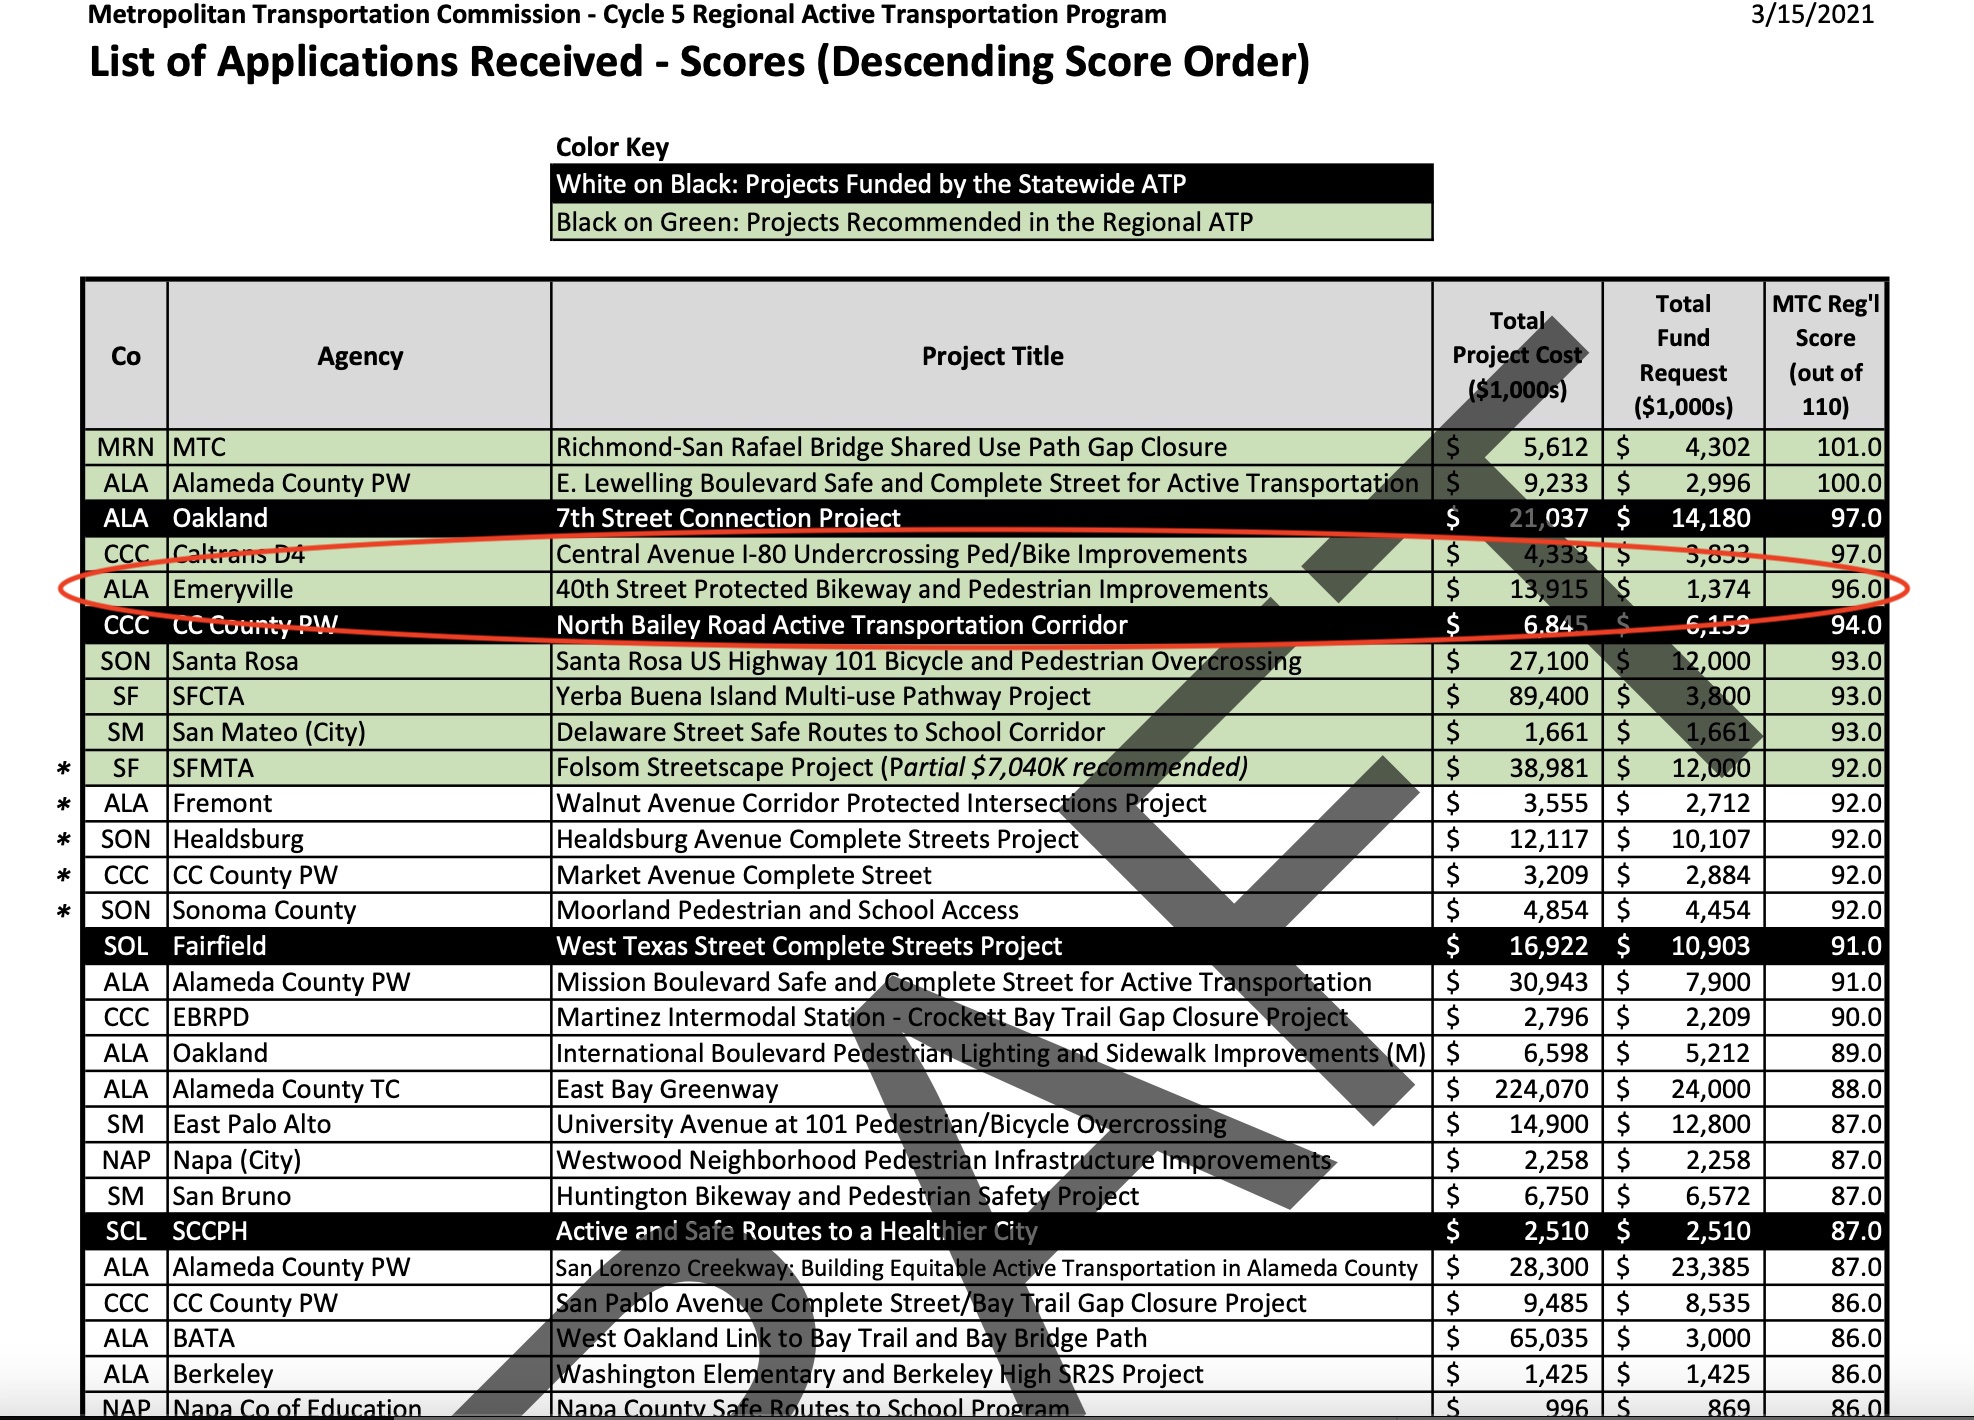 Metropolitan Transportation Commission - Cycle 5 Regional Active Transportation Program 3/15/2021
List of Applications Received - Scores (Descending Score Order)
Color Key
White on Black: Projects Funded by the Statewide ATP
Black on Green: Projects Recommended in the Regional ATP
Co Agency Project Title Total Project Cost ($1,000s) Total Fund Request ($1,000s) MTC Reg'l Score (out of 110)
MRN MTC Richmond-San Rafael Bridge Shared Use Path Gap Closure $ 5,612 $ 4,302 101.0
ALA Alameda County PW E. Lewelling Boulevard Safe and Complete Street for Active Transportation $ 9,233 $ 2,996 100.0
ALA Oakland 7th Street Connection Project $ 21,037 $ 14,180 97.0
CCC Caltrans D4 Central Avenue I-80 Undercrossing Ped/Bike Improvements $ 4,333 $ 3,833 97.0
ALA Emeryville 40th Street Protected Bikeway and Pedestrian Improvements $ 13,915 $ 1,374 96.0
CCC CC County PW North Bailey Road Active Transportation Corridor $ 6,845 $ 6,159 94.0
SON Santa Rosa Santa Rosa US Highway 101 Bicycle and Pedestrian Overcrossing $ 27,100 $ 12,000 93.0
SF SFCTA Yerba Buena Island Multi-use Pathway Project $ 89,400 $ 3,800 93.0
SM San Mateo (City) Delaware Street Safe Routes to School Corridor $ 1,661 $ 1,661 93.0
* SF SFMTA Folsom Streetscape Project (Partial $7,040K recommended) $ 38,981 $ 12,000 92.0
* ALA Fremont Walnut Avenue Corridor Protected Intersections Project $ 3,555 $ 2,712 92.0
* SON Healdsburg Healdsburg Avenue Complete Streets Project $ 12,117 $ 10,107 92.0
* CCC CC County PW Market Avenue Complete Street $ 3,209 $ 2,884 92.0
* SON Sonoma County Moorland Pedestrian and School Access $ 4,854 $ 4,454 92.0
SOL Fairfield West Texas Street Complete Streets Project $ 16,922 $ 10,903 91.0
ALA Alameda County PW Mission Boulevard Safe and Complete Street for Active Transportation $ 30,943 $ 7,900 91.0
CCC EBRPD Martinez Intermodal Station - Crockett Bay Trail Gap Closure Project $ 2,796 $ 2,209 90.0
ALA Oakland International Boulevard Pedestrian Lighting and Sidewalk Improvements (M) $ 6,598 $ 5,212 89.0
ALA Alameda County TC East Bay Greenway $ 224,070 $ 24,000 88.0
SM East Palo Alto University Avenue at 101 Pedestrian/Bicycle Overcrossing $ 14,900 $ 12,800 87.0
NAP Napa (City) Westwood Neighborhood Pedestrian Infrastructure Improvements $ 2,258 $ 2,258 87.0
SM San Bruno Huntington Bikeway and Pedestrian Safety Project $ 6,750 $ 6,572 87.0
SCL SCCPH Active and Safe Routes to a Healthier City $ 2,510 $ 2,510 87.0
ALA Alameda County PW San Lorenzo Creekway: Building Equitable Active Transportation in Alameda County $ 28,300 $ 23,385 87.0
CCC CC County PW San Pablo Avenue Complete Street/Bay Trail Gap Closure Project $ 9,485 $ 8,535 86.0
ALA BATA West Oakland Link to Bay Trail and Bay Bridge Path $ 65,035 $ 3,000 86.0
ALA Berkeley Washington Elementary and Berkeley High SR2S Project $ 1,425 $ 1,425 86.0
NAP Napa Co of Education Napa County Safe Routes to School Program $ 996 $ 869 86.0
DRAFT